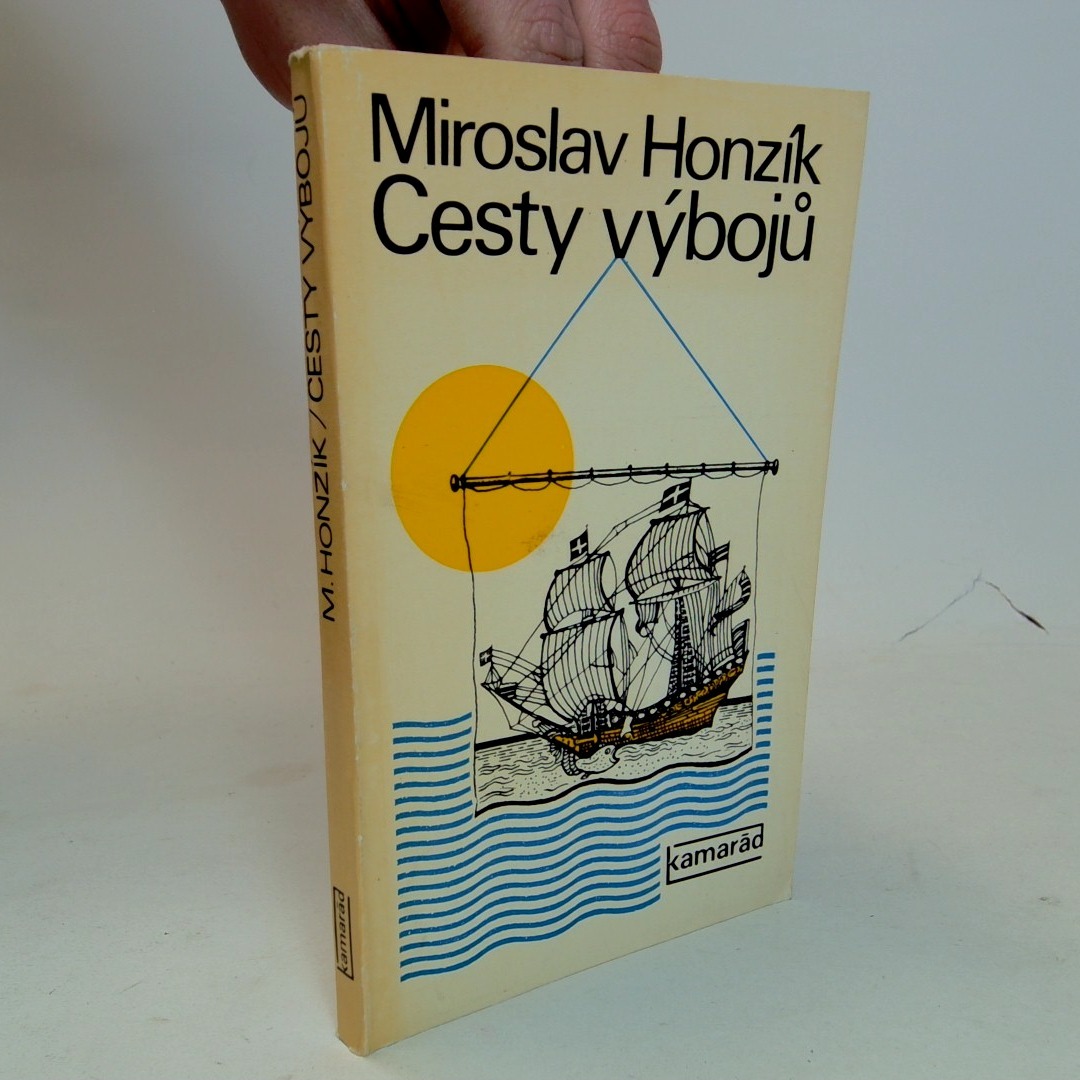 Miroslav Honzík
Cesty výbojů
kamarád
M. HONZÍK / CESTY VÝBOJŮ
kamarád